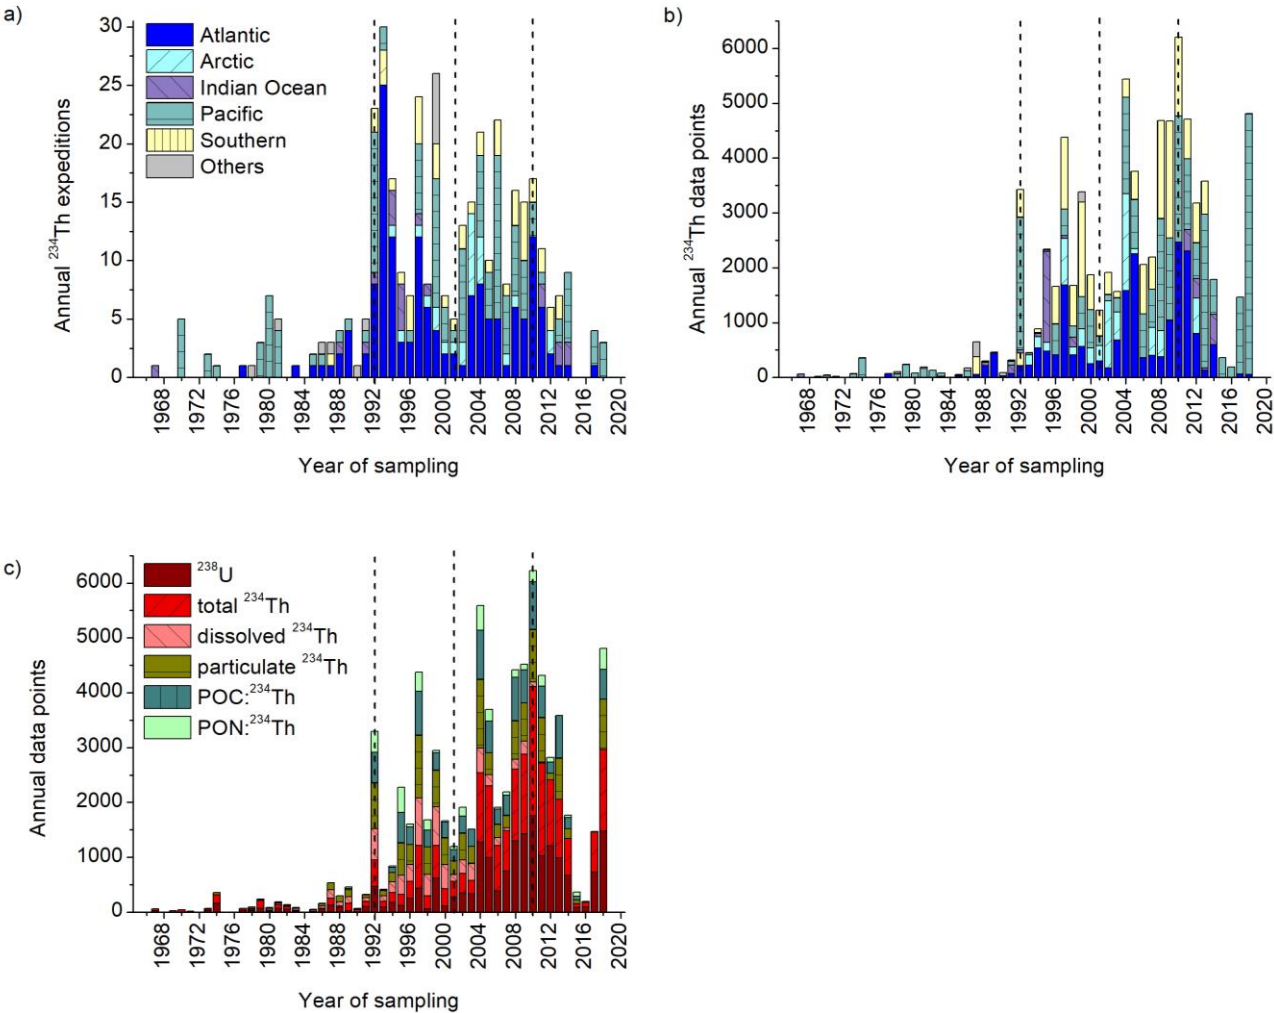 a)
30
25
20
15
10
5
0
Annual ²³⁴Th expeditions
Atlantic
Arctic
Indian Ocean
Pacific
Southern
Others
1968 1972 1976 1980 1984 1988 1992 1996 2000 2004 2008 2012 2016 2020
Year of sampling
b)
6000
5000
4000
3000
2000
1000
0
Annual ²³⁴Th data points
1968 1972 1976 1980 1984 1988 1992 1996 2000 2004 2008 2012 2016 2020
Year of sampling
c)
6000
5000
4000
3000
2000
1000
0
Annual data points
²³⁸U
total ²³⁴Th
dissolved ²³⁴Th
particulate ²³⁴Th
POC:²³⁴Th
PON:²³⁴Th
1968 1972 1976 1980 1984 1988 1992 1996 2000 2004 2008 2012 2016 2020
Year of sampling